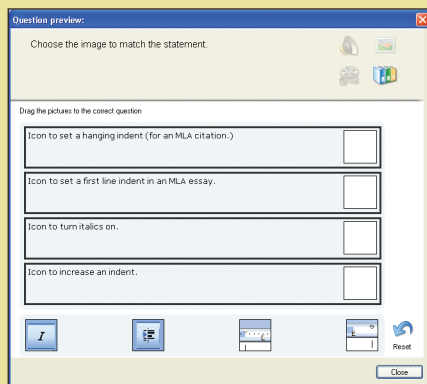 Question preview:
Choose the image to match the statement.
Drag the pictures to the correct question
Icon to set a hanging indent (for an MLA citation.)
Icon to set a first line indent in an MLA essay.
Icon to turn italics on.
Icon to increase an indent.
I
Reset
Close